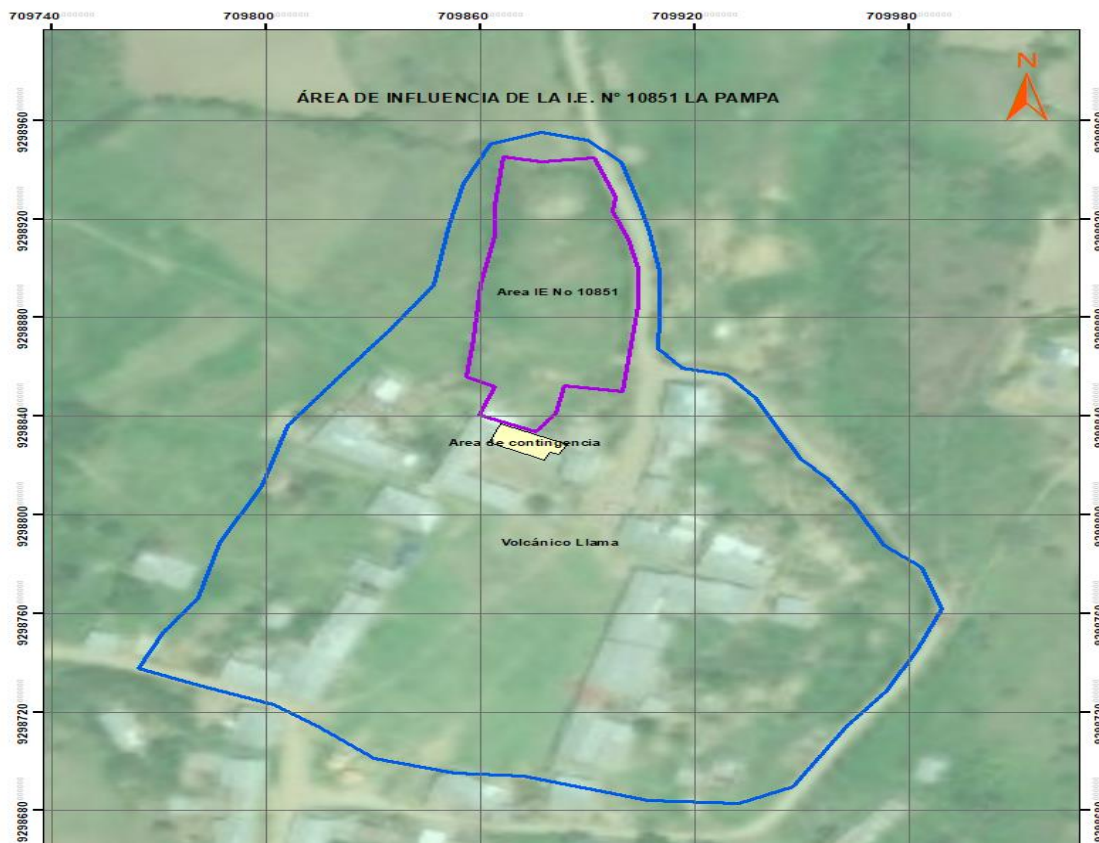 709740 709800 709860 709920 709980
N
ÁREA DE INFLUENCIA DE LA I.E. N° 10851 LA PAMPA
9298960
9298920
Area IE No 10851
9298880
9298840
Area de contingencia
9298800
Volcánico Llama
9298760
9298720
9298680